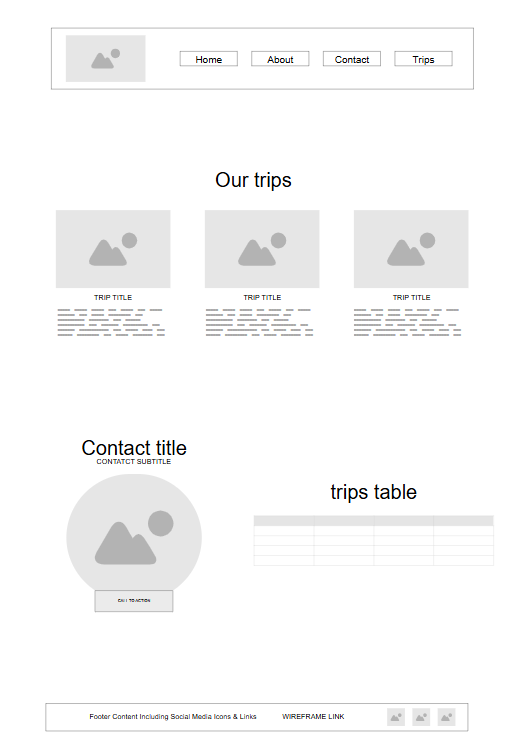 Home
About
Contact
Trips
Our trips
TRIP TITLE
TRIP TITLE
TRIP TITLE
Contact title
CONTATCT SUBTITLE
trips table
CALL TO ACTION
Footer Content Including Social Media Icons & Links
WIREFRAME LINK